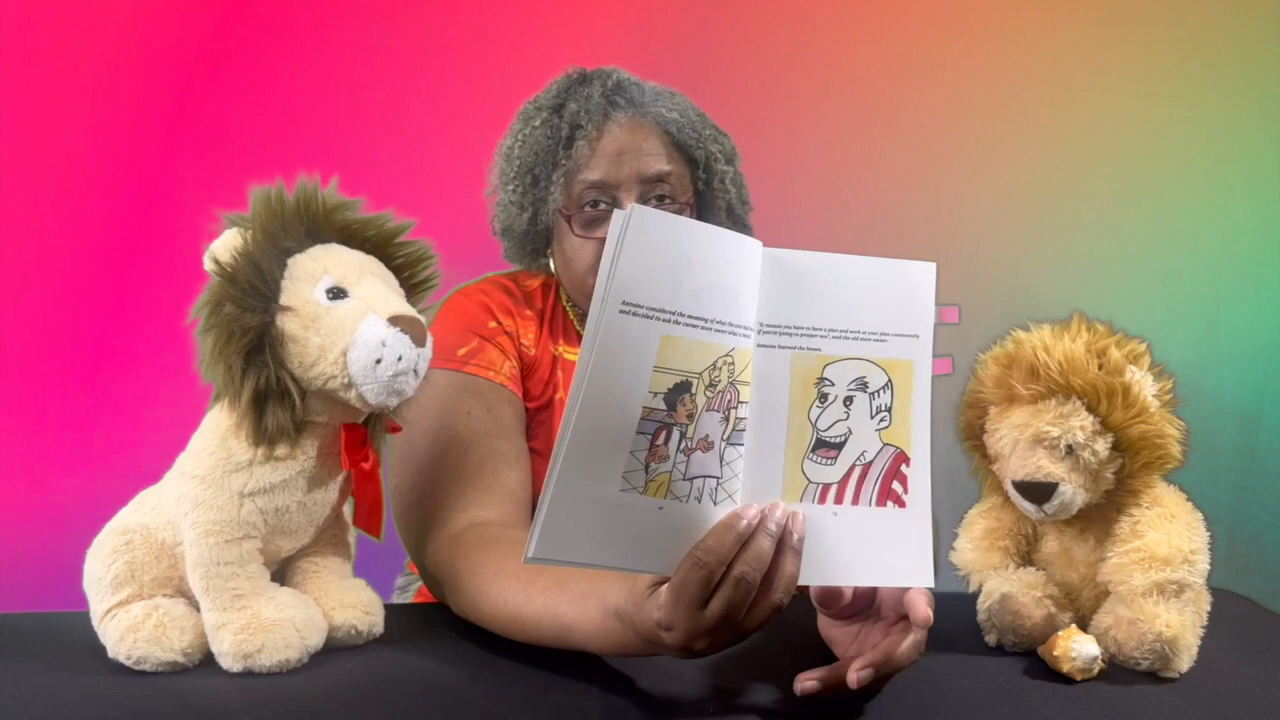 Antoine considered the meaning of what
and decided to ask the corner store owner what it
"It means you have to have a plan and work at your plan consistently
if you're going to prosper son", said the old store owner.
Antoine learned the lesson.